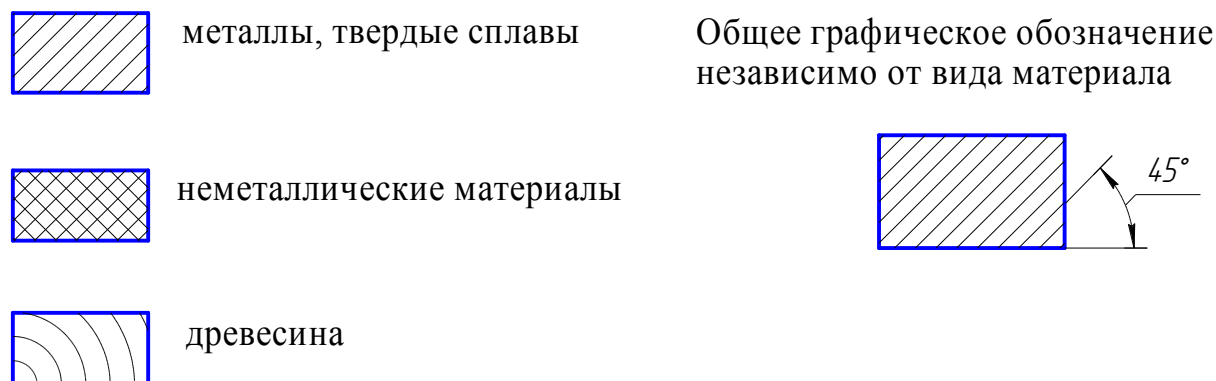 металлы, твердые сплавы
неметаллические материалы
древесина
Общее графическое обозначение
независимо от вида материала
45°